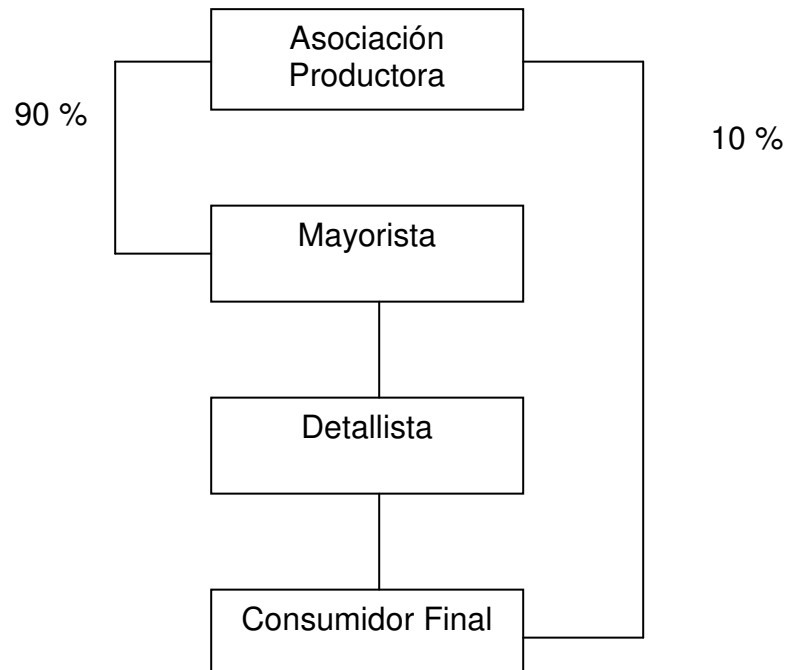 Asociación
Productora
90 %
10 %
Mayorista
Detallista
Consumidor Final